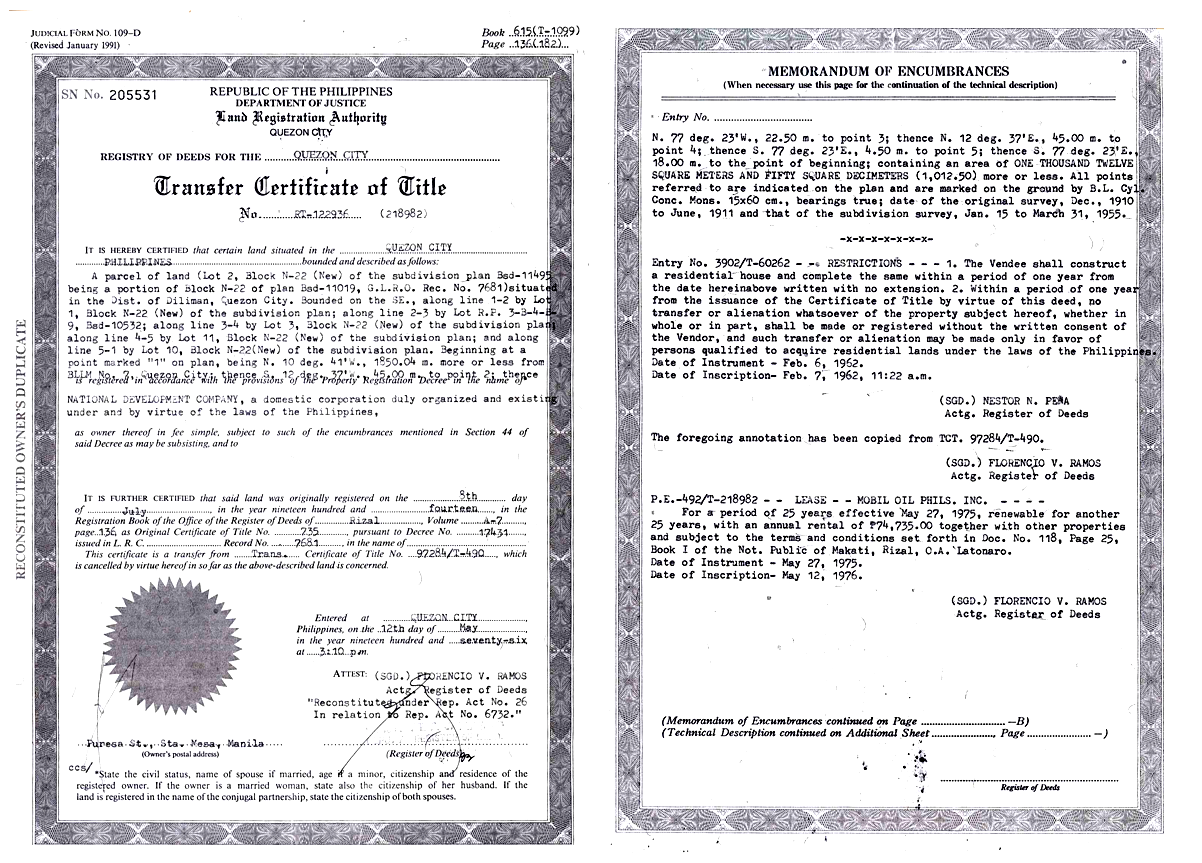 JUDICIAL FORM NO. 109-D
(Revised January 1991)
Book ..615(T-1099)
Page ..136(182)...
SN No. 205531
REPUBLIC OF THE PHILIPPINES
DEPARTMENT OF JUSTICE
Land Registration Authority
QUEZON CITY
REGISTRY OF DEEDS FOR THE QUEZON CITY
Transfer Certificate of Title
No. RT-122936 (218982)
IT IS HEREBY CERTIFIED that certain land situated in the QUEZON CITY
PHILIPPINES bounded and described as follows:
A parcel of land (Lot 2, Block N-22 (New) of the subdivision plan Bsd-11495
being a portion of Block N-22 of plan Bsd-11019, G.L.R.O. Rec. No. 7681)situated
in the Dist. of Diliman, Quezon City. Bounded on the SE., along line 1-2 by Lot
1, Block N-22 (New) of the subdivision plan; along line 2-3 by Lot R.P. 3-B-4-B-
9, Bsd-10532; along line 3-4 by Lot 3, Block N-22 (New) of the subdivision plan;
along line 4-5 by Lot 11, Block N-22 (New) of the subdivision plan; and along
line 5-1 by Lot 10, Block N-22(New) of the subdivision plan. Beginning at a
point marked "1" on plan, being N. 10 deg. 41'W., 1850.04 m. more or less from
BLLM No. 7, Quezon City, thence S. 12 deg. 37'W., 45.00 m. to point 2; thence
is registered in accordance with the provisions of the Property Registration Decree in the name of
NATIONAL DEVELOPMENT COMPANY, a domestic corporation duly organized and existing
under and by virtue of the laws of the Philippines,
as owner thereof in fee simple, subject to such of the encumbrances mentioned in Section 44 of
said Decree as may be subsisting, and to
IT IS FURTHER CERTIFIED that said land was originally registered on the 8th day
of July, in the year nineteen hundred and fourteen, in the
Registration Book of the Office of the Register of Deeds of Rizal, Volume A-7
page 136, as Original Certificate of Title No. 735, pursuant to Decree No. 17431
issued in L. R. C. Record No. 7681 in the name of
This certificate is a transfer from Trans. Certificate of Title No. 97284/T-490, which
is cancelled by virtue hereof in so far as the above-described land is concerned.
Entered at QUEZON CITY,
Philippines, on the 12th day of May
in the year nineteen hundred and seventy-six
at 3:10 p.m.
ATTEST: (SGD.) FLORENCIO V. RAMOS
Actg. Register of Deeds
"Reconstituted under Rep. Act No. 26
In relation to Rep. Act No. 6732."
Puresa St., Sta. Mesa, Manila
(Owner's postal address)
(Register of Deeds)
ccs/
*State the civil status, name of spouse if married, age if a minor, citizenship and residence of the
registered owner. If the owner is a married woman, state also the citizenship of her husband. If the
land is registered in the name of the conjugal partnership, state the citizenship of both spouses.
RECONSTITUTED OWNER'S DUPLICATE
MEMORANDUM OF ENCUMBRANCES
(When necessary use this page for the continuation of the technical description)
Entry No. ................................
N. 77 deg. 23'W., 22.50 m. to point 3; thence N. 12 deg. 37'E., 45.00 m. to
point 4; thence S. 77 deg. 23'E., 4.50 m. to point 5; thence S. 77 deg. 23'E.,
18.00 m. to the point of beginning; containing an area of ONE THOUSAND TWELVE
SQUARE METERS AND FIFTY SQUARE DECIMETERS (1,012.50) more or less. All points
referred to are indicated on the plan and are marked on the ground by B.L. Cyl.
Conc. Mons. 15x60 cm., bearings true; date of the original survey, Dec., 1910
to June, 1911 and that of the subdivision survey, Jan. 15 to March 31, 1955.
-x-x-x-x-x-x-x-
Entry No. 3902/T-60262 - -- RESTRICTIONS - - - - 1. The Vendee shall construct
a residential house and complete the same within a period of one year from
the date hereinabove written with no extension. 2. Within a period of one year
from the issuance of the Certificate of Title by virtue of this deed, no
transfer or alienation whatsoever of the property subject hereof, whether in
whole or in part, shall be made or registered without the written consent of
the Vendor, and such transfer or alienation may be made only in favor of
persons qualified to acquire residential lands under the laws of the Philippines.
Date of Instrument - Feb. 6, 1962.
Date of Inscription- Feb. 7, 1962, 11:22 a.m.
(SGD.) NESTOR N. PEÑA
Actg. Register of Deeds
The foregoing annotation has been copied from TCT. 97284/T-490.
(SGD.) FLORENCIO V. RAMOS
Actg. Register of Deeds
P.E.-492/T-218982 - - LEASE - - MOBIL OIL PHILS. INC. - - - -
For a period of 25 years effective May 27, 1975, renewable for another
25 years, with an annual rental of ₱74,735.00 together with other properties
and subject to the terms and conditions set forth in Doc. No. 118, Page 25,
Book I of the Not. Public of Makati, Rizal, C.A. Latonaro.
Date of Instrument - May 27, 1975.
Date of Inscription- May 12, 1976.
(SGD.) FLORENCIO V. RAMOS
Actg. Register of Deeds
(Memorandum of Encumbrances continued on Page ................................ —B)
(Technical Description continued on Additional Sheet .................., Page .................. —)
Register of Deeds